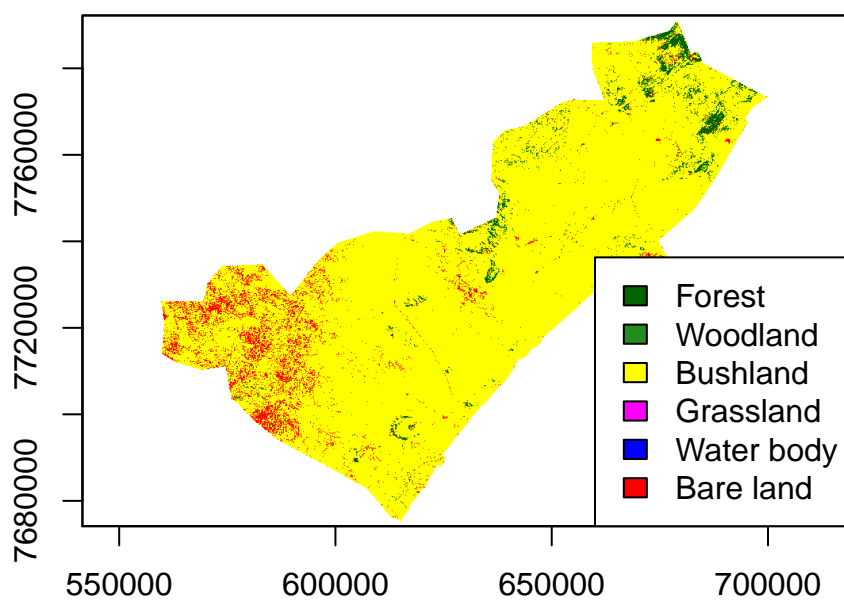 7760000
7720000
7680000
Forest
Woodland
Bushland
Grassland
Water body
Bare land
550000
600000
650000
700000